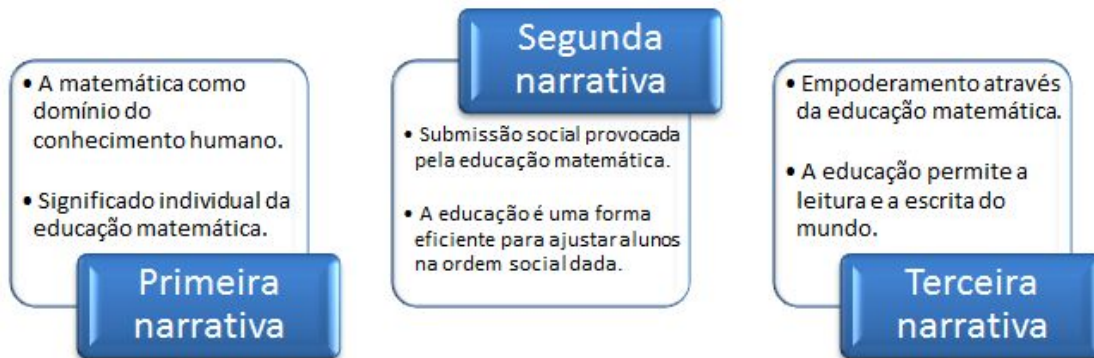 • A matemática como
domínio do
conhecimento humano.
• Significado individual da
educação matemática.
Primeira
narrativa
Segunda
narrativa
• Submissão social provocada
pela educação matemática.
• A educação é uma forma
eficiente para ajustar alunos
na ordem social dada.
• Empoderamento através
da educação matemática.
• A educação permite a
leitura e a escrita do
mundo.
Terceira
narrativa